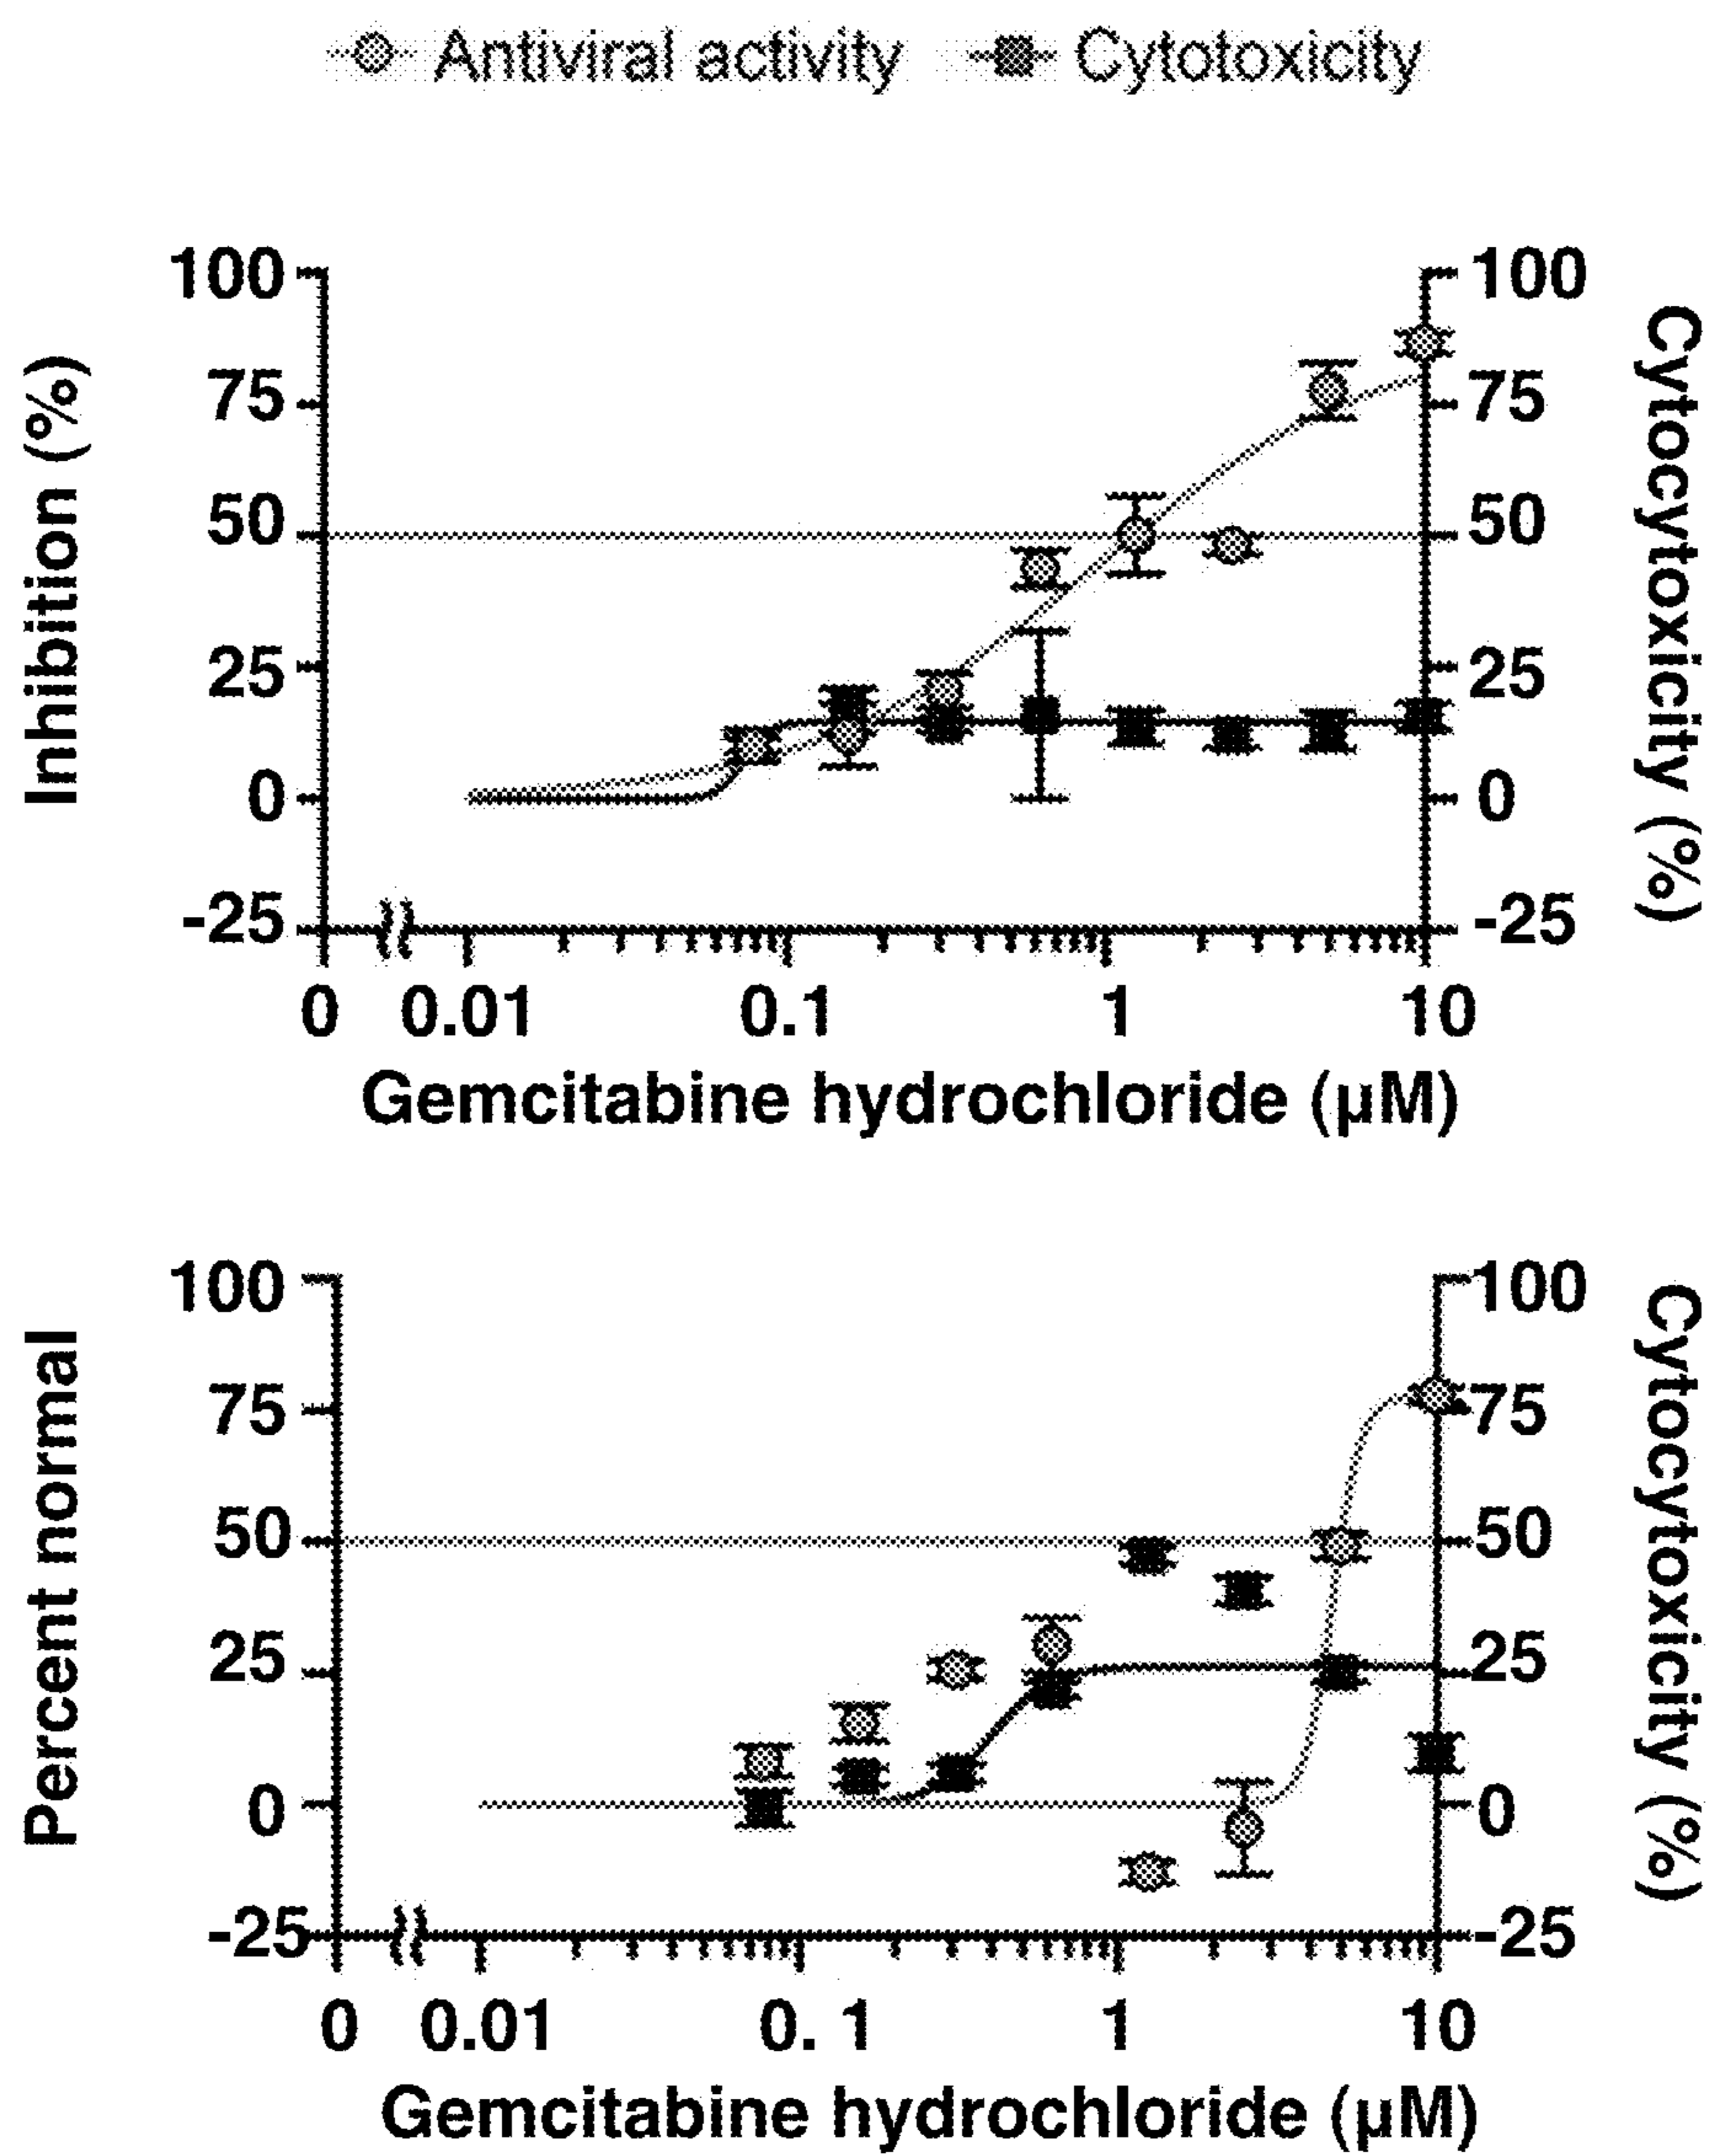 Antiviral activity Cytotoxicity
100 100
75 75
50 50
25 25
0 0
-25 -25
Inhibition (%)
Cytocytoxicity (%)
0 0.01 0.1 1 10
Gemcitabine hydrochloride (µM)
100 100
75 75
50 50
25 25
0 0
-25 -25
Percent normal
Cytocytoxicity (%)
0 0.01 0. 1 1 10
Gemcitabine hydrochloride (µM)